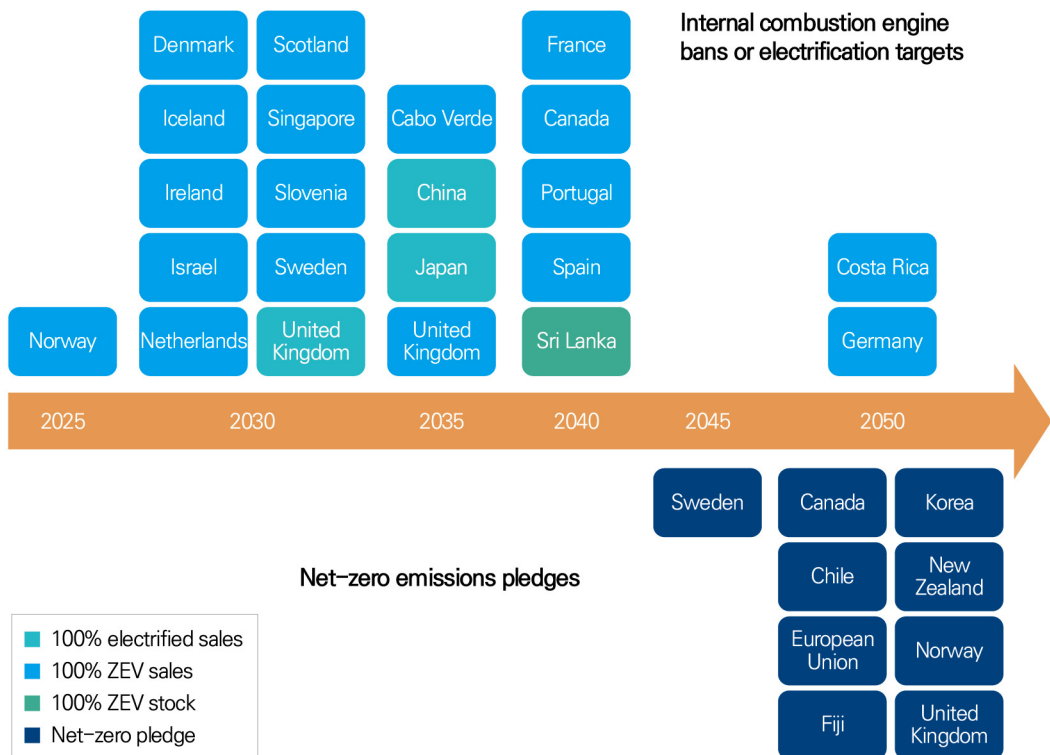 Internal combustion engine
bans or electrification targets
Denmark
Scotland
France
Iceland
Singapore
Cabo Verde
Canada
Ireland
Slovenia
China
Portugal
Israel
Sweden
Japan
Spain
Costa Rica
Norway
Netherlands
United
Kingdom
United
Kingdom
Sri Lanka
Germany
2025
2030
2035
2040
2045
2050
Sweden
Canada
Korea
Net-zero emissions pledges
Chile
New
Zealand
European
Union
Norway
Fiji
United
Kingdom
100% electrified sales
100% ZEV sales
100% ZEV stock
Net-zero pledge